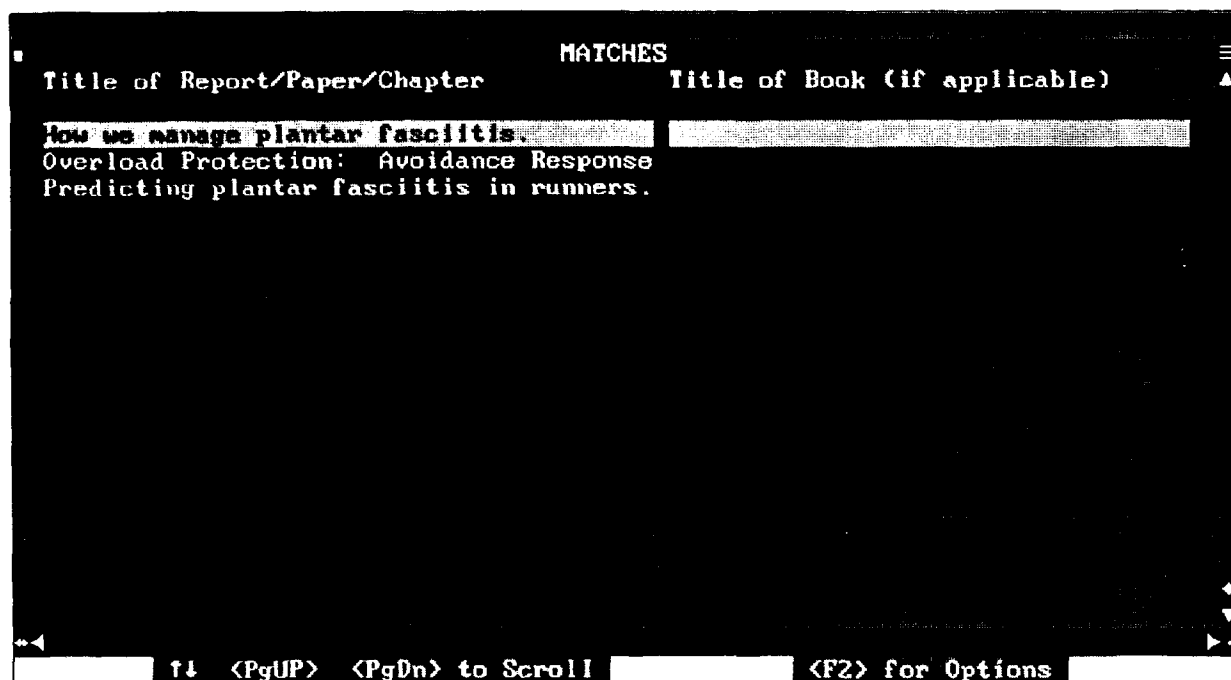 MATCHES
Title of Report/Paper/Chapter Title of Book (if applicable)
How we manage plantar fasciitis.
Overload Protection: Avoidance Response
Predicting plantar fasciitis in runners.
↑↓ <PgUP> <PgDn> to Scroll <F2> for Options